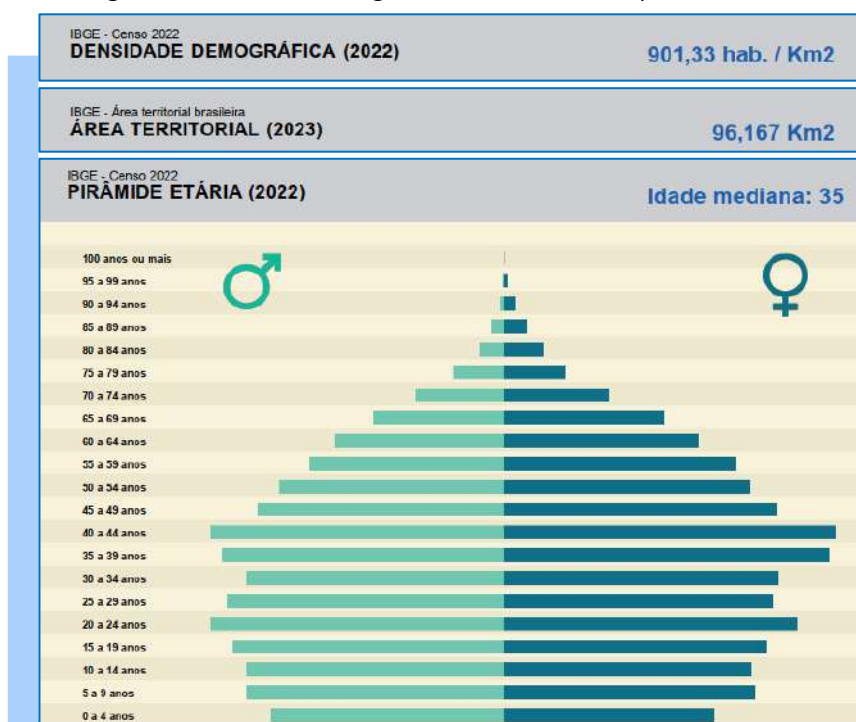 IBGE - Censo 2022
DENSIDADE DEMOGRÁFICA (2022)
901,33 hab. / Km2
IBGE - Área territorial brasileira
ÁREA TERRITORIAL (2023)
96,167 Km2
IBGE - Censo 2022
PIRÂMIDE ETÁRIA (2022)
Idade mediana: 35
100 anos ou mais
95 a 99 anos
90 a 94 anos
85 a 89 anos
80 a 84 anos
75 a 79 anos
70 a 74 anos
65 a 69 anos
60 a 64 anos
55 a 59 anos
50 a 54 anos
45 a 49 anos
40 a 44 anos
35 a 39 anos
30 a 34 anos
25 a 29 anos
20 a 24 anos
15 a 19 anos
10 a 14 anos
5 a 9 anos
0 a 4 anos